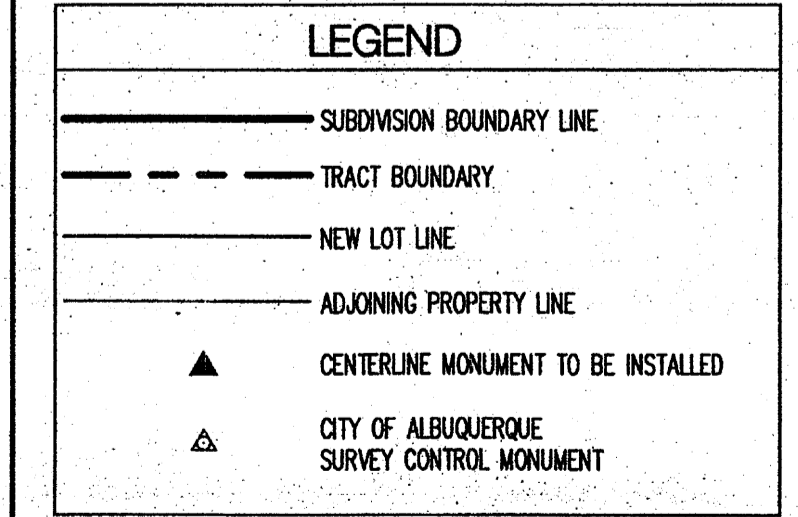 LEGEND
SUBDIVISION BOUNDARY LINE
TRACT BOUNDARY
NEW LOT LINE
ADJOINING PROPERTY LINE
CENTERLINE MONUMENT TO BE INSTALLED
CITY OF ALBUQUERQUE
SURVEY CONTROL MONUMENT